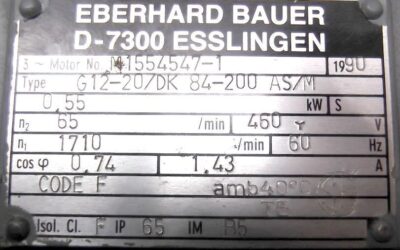 EBERHARD BAUER
D-7300 ESSLINGEN
3 ~ Motor No. 1554547-1 1990
Type G12-20/DK 84-200 AS/M
0.55 kW S
n₂ 65 /min 460 Y V
n₁ 1710 /min 60 Hz
cos φ 0.74 1.43 A
CODE F amb40°C
TB
Isol. Cl. F IP 65 IM B5